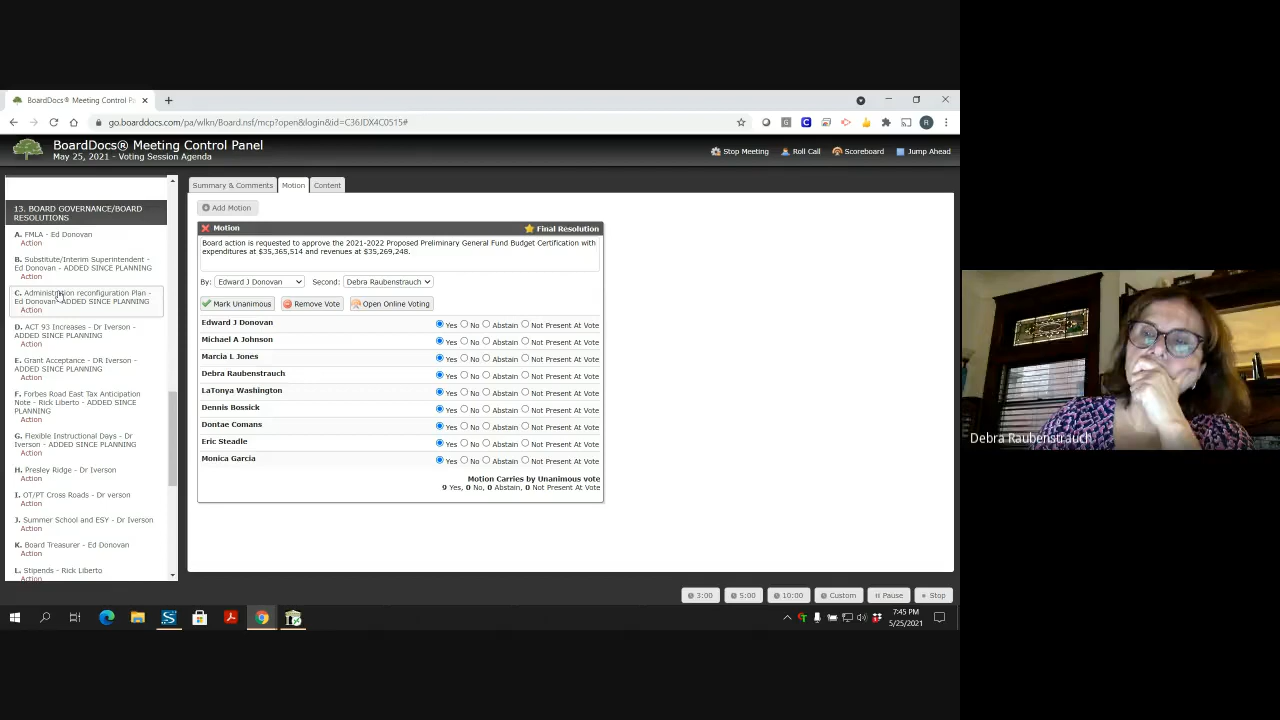 BoardDocs® Meeting Control Pa
go.boarddocs.com/pa/wlkn/Board.nsf/mcp?open&login&id=C36JDX4C0515#
BoardDocs® Meeting Control Panel
May 25, 2021 - Voting Session Agenda
Stop Meeting Roll Call Scoreboard Jump Ahead
13. BOARD GOVERNANCE/BOARD
RESOLUTIONS
A. FMLA - Ed Donovan
Action
B. Substitute/Interim Superintendent -
Ed Donovan - ADDED SINCE PLANNING
Action
C. Administration reconfiguration Plan -
Ed Donovan - ADDED SINCE PLANNING
Action
D. ACT 93 Increases - Dr Iverson -
ADDED SINCE PLANNING
Action
E. Grant Acceptance - DR Iverson -
ADDED SINCE PLANNING
Action
F. Forbes Road East Tax Anticipation
Note - Rick Liberto - ADDED SINCE
PLANNING
Action
G. Flexible Instructional Days - Dr
Iverson - ADDED SINCE PLANNING
Action
H. Presley Ridge - Dr Iverson
Action
I. OT/PT Cross Roads - Dr verson
Action
J. Summer School and ESY - Dr Iverson
Action
K. Board Treasurer - Ed Donovan
Action
L. Stipends - Rick Liberto
Action
Summary & Comments Motion Content
Add Motion
Motion Final Resolution
Board action is requested to approve the 2021-2022 Proposed Preliminary General Fund Budget Certification with
expenditures at $35,365,514 and revenues at $35,269,248.
By: Edward J Donovan Second: Debra Raubenstrauch
Mark Unanimous Remove Vote Open Online Voting
Edward J Donovan Yes No Abstain Not Present At Vote
Michael A Johnson Yes No Abstain Not Present At Vote
Marcia L Jones Yes No Abstain Not Present At Vote
Debra Raubenstrauch Yes No Abstain Not Present At Vote
LaTonya Washington Yes No Abstain Not Present At Vote
Dennis Bossick Yes No Abstain Not Present At Vote
Dontae Comans Yes No Abstain Not Present At Vote
Eric Steadle Yes No Abstain Not Present At Vote
Monica Garcia Yes No Abstain Not Present At Vote
Motion Carries by Unanimous vote
9 Yes, 0 No, 0 Abstain, 0 Not Present At Vote
3:00 5:00 10:00 Custom Pause Stop
7:45 PM
5/25/2021
Debra Raubenstrauch